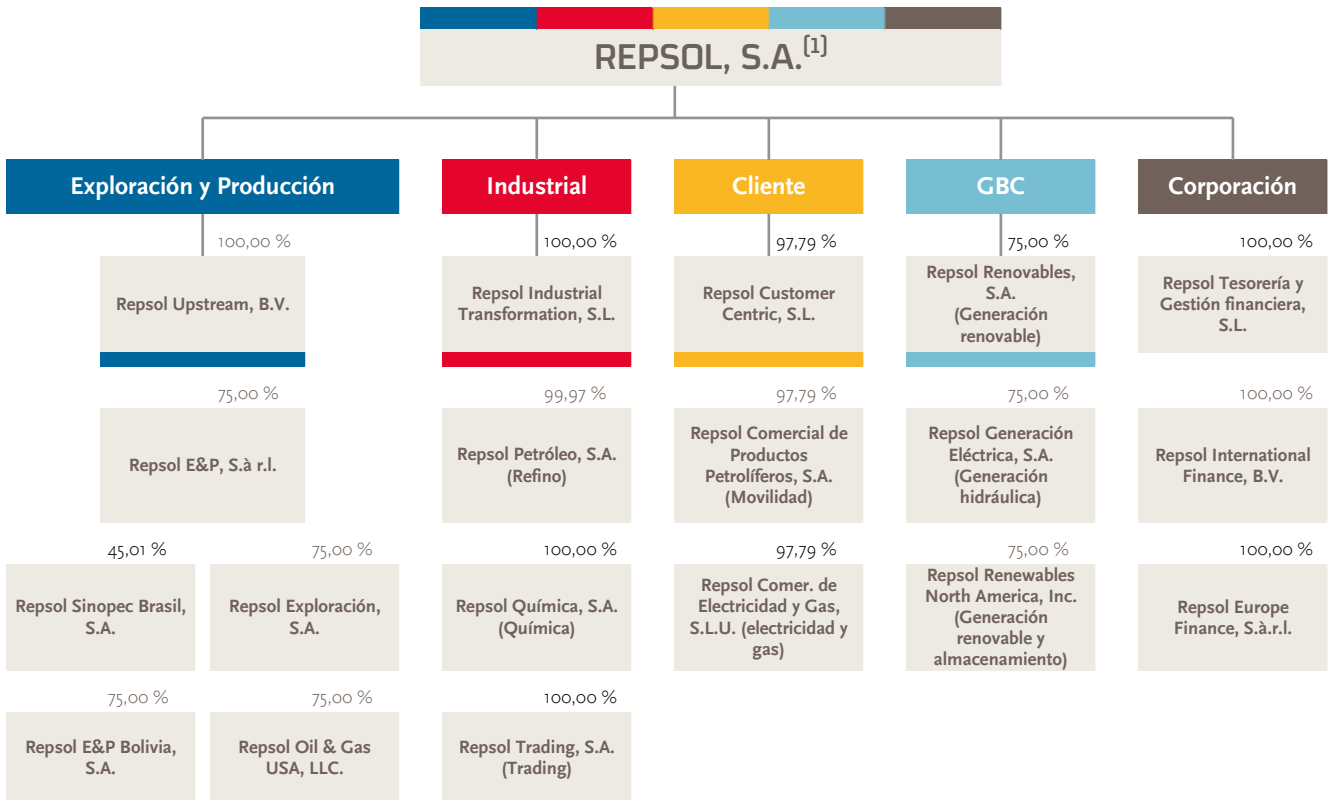 REPSOL, S.A.[1]
Exploración y Producción
Industrial
Cliente
GBC
Corporación
100,00 %
Repsol Upstream, B.V.
75,00 %
Repsol E&P, S.à r.l.
45,01 %
Repsol Sinopec Brasil,
S.A.
75,00 %
Repsol Exploración,
S.A.
75,00 %
Repsol E&P Bolivia,
S.A.
75,00 %
Repsol Oil & Gas
USA, LLC.
100,00 %
Repsol Industrial
Transformation, S.L.
99,97 %
Repsol Petróleo, S.A.
(Refino)
100,00 %
Repsol Química, S.A.
(Química)
100,00 %
Repsol Trading, S.A.
(Trading)
97,79 %
Repsol Customer
Centric, S.L.
97,79 %
Repsol Comercial de
Productos
Petrolíferos, S.A.
(Movilidad)
97,79 %
Repsol Comer. de
Electricidad y Gas,
S.L.U. (electricidad y
gas)
75,00 %
Repsol Renovables,
S.A.
(Generación
renovable)
75,00 %
Repsol Generación
Eléctrica, S.A.
(Generación
hidráulica)
75,00 %
Repsol Renewables
North America, Inc.
(Generación
renovable y
almacenamiento)
100,00 %
Repsol Tesorería y
Gestión financiera,
S.L.
100,00 %
Repsol International
Finance, B.V.
100,00 %
Repsol Europe
Finance, S.à.r.l.